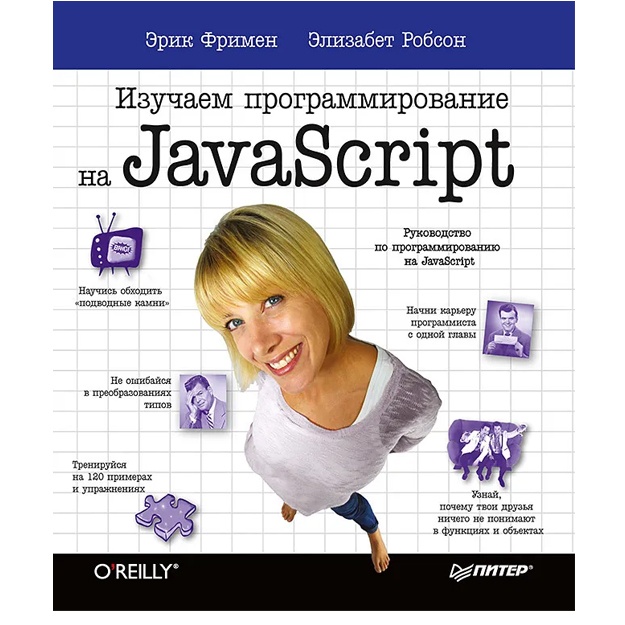 Эрик Фримен Элизабет Робсон
Изучаем программирование
на JavaScript
Руководство
по программированию
на JavaScript
BANG!
Научись обходить
«подводные камни»
Начни карьеру
программиста
с одной главы
Не ошибайся
в преобразованиях
типов
Тренируйся
на 120 примерах
и упражнениях
Узнай,
почему твои друзья
ничего не понимают
в функциях и объектах
O'REILLY®
ПИТЕР®